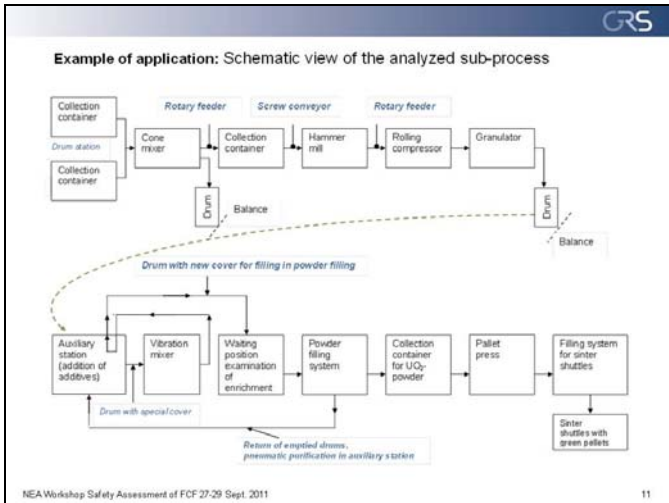 GRS
Example of application: Schematic view of the analyzed sub-process
Collection
container
Drum station
Collection
container
Cone
mixer
Rotary feeder
Collection
container
Screw conveyor
Hammer
mill
Rotary feeder
Rolling
compressor
Granulator
Drum
Balance
Drum
Balance
Drum with new cover for filling in powder filling
Auxiliary
station
(addition of
additives)
Vibration
mixer
Waiting
position
examination
of
enrichment
Powder
filling
system
Collection
container
for UO₂-
powder
Pallet
press
Filling system
for sinter
shuttles
Drum with special cover
Return of emptied drums,
pneumatic purification in auxiliary station
Sinter
shuttles with
green pellets
NEA Workshop Safety Assessment of FCF 27-29 Sept. 2011
11